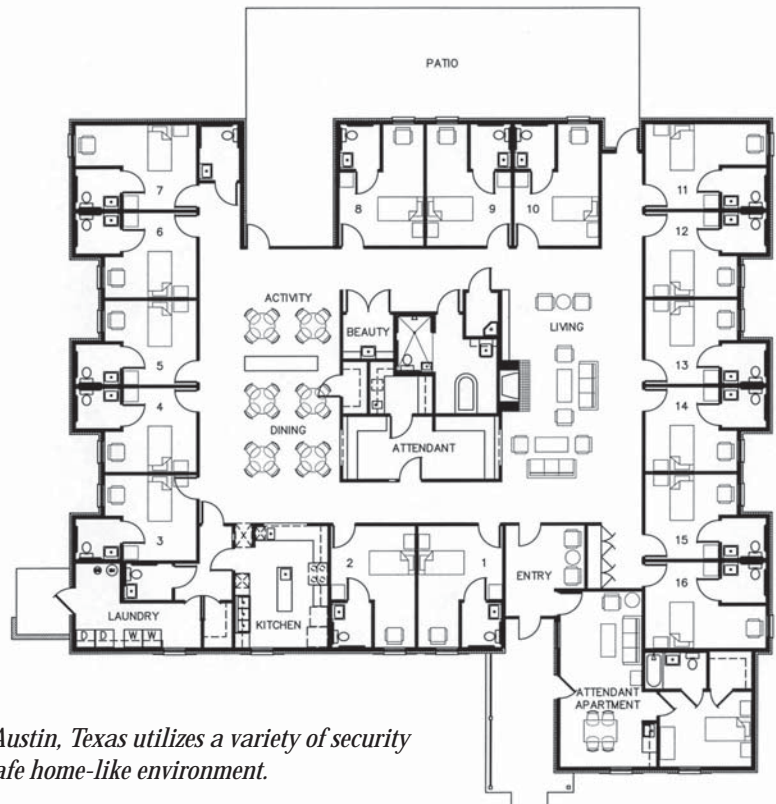 PATIO
7
8
9
10
11
6
12
ACTIVITY
BEAUTY
LIVING
5
13
4
DINING
ATTENDANT
14
3
15
2
1
ENTRY
16
LAUNDRY
D D W W
KITCHEN
ATTENDANT
APARTMENT
Austin, Texas utilizes a variety of security
afe home-like environment.